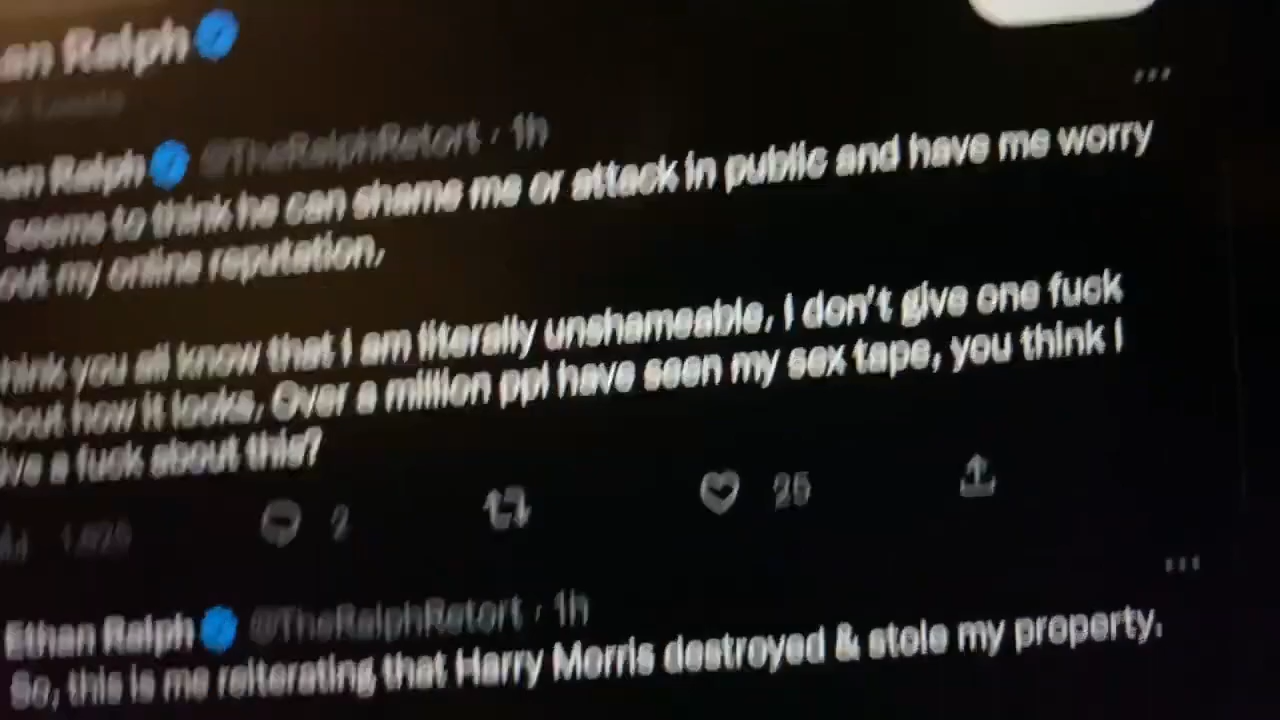 an Ralph
an Ralph @TheRalphRetort · 1h
seems to think he can shame me or attack in public and have me worry
out my online reputation,
hink you all know that I am literally unshameable, I don't give one fuck
bout how it looks. Over a million ppl have seen my sex tape, you think I
ive a fuck about this?
2 25
Ethan Ralph @TheRalphRetort · 1h
So, this is me reiterating that Harry Morris destroyed & stole my property.